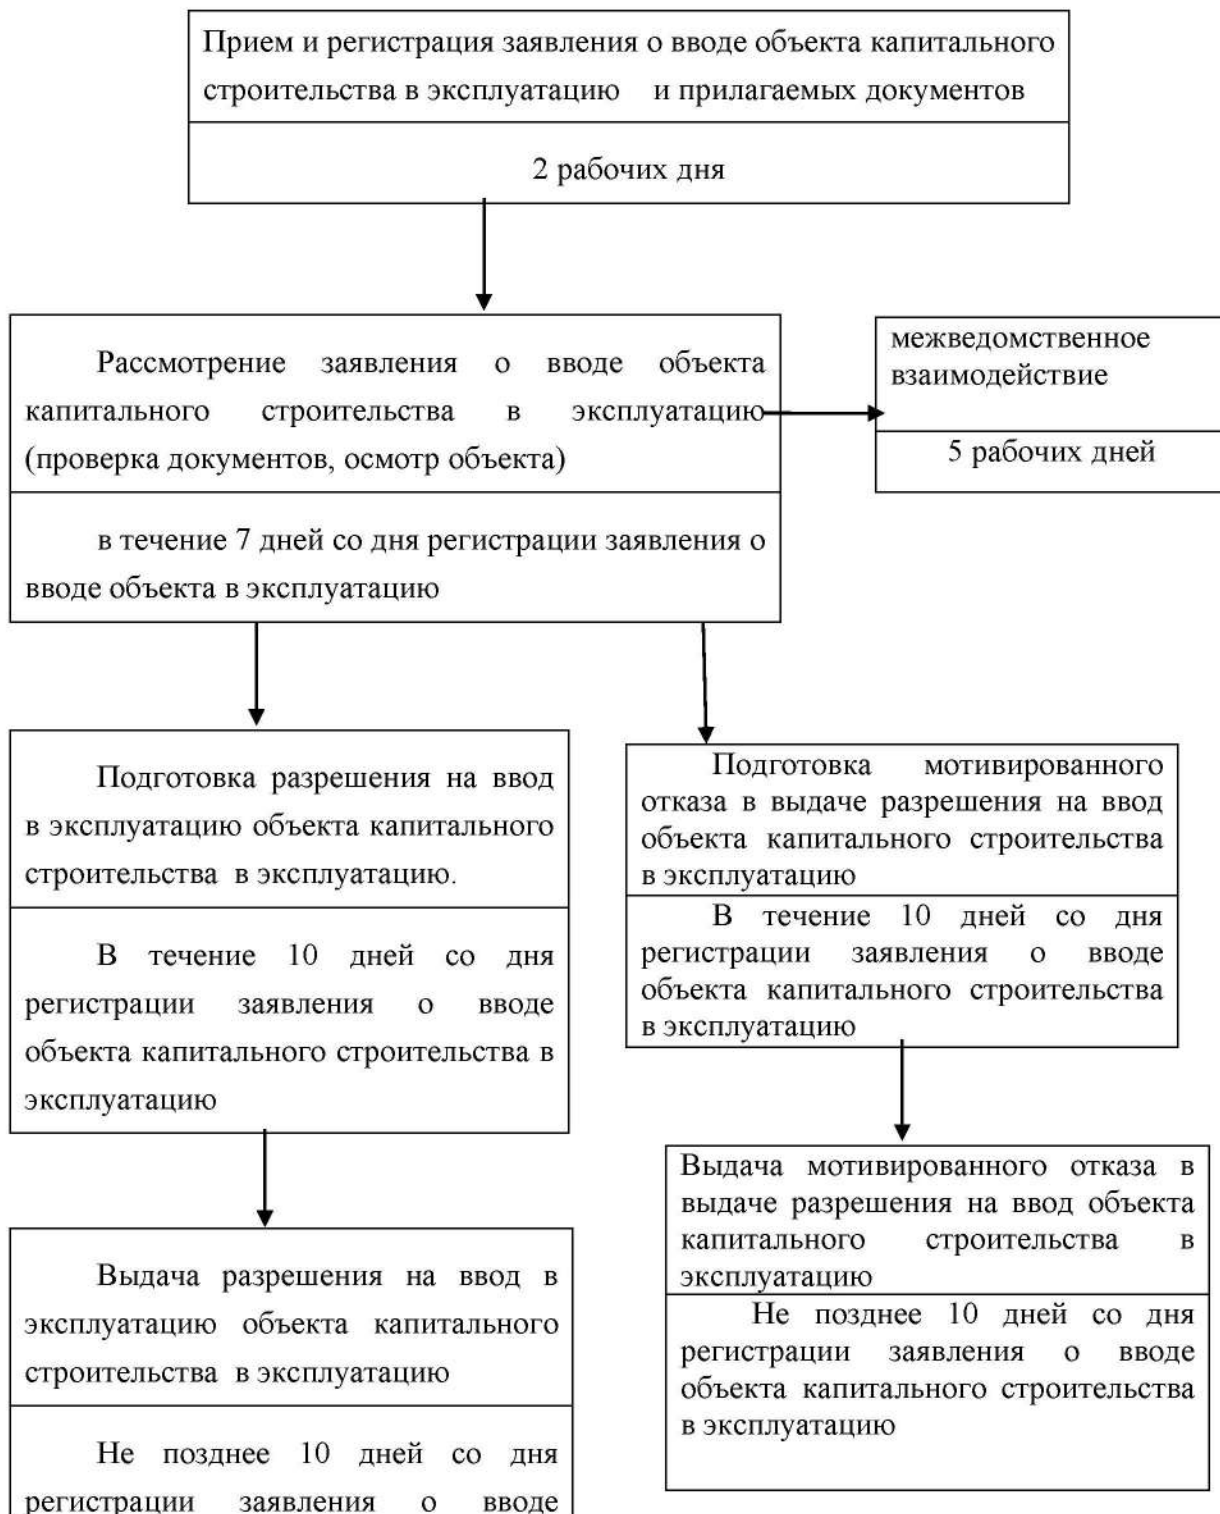 Прием и регистрация заявления о вводе объекта капитального
строительства в эксплуатацию и прилагаемых документов
2 рабочих дня
Рассмотрение заявления о вводе объекта
капитального строительства в эксплуатацию
(проверка документов, осмотр объекта)
в течение 7 дней со дня регистрации заявления о
вводе объекта в эксплуатацию
межведомственное
взаимодействие
5 рабочих дней
Подготовка разрешения на ввод
в эксплуатацию объекта капитального
строительства в эксплуатацию.
В течение 10 дней со дня
регистрации заявления о вводе
объекта капитального строительства в
эксплуатацию
Подготовка мотивированного
отказа в выдаче разрешения на ввод
объекта капитального строительства
в эксплуатацию
В течение 10 дней со дня
регистрации заявления о вводе
объекта капитального строительства
в эксплуатацию
Выдача разрешения на ввод в
эксплуатацию объекта капитального
строительства в эксплуатацию
Не позднее 10 дней со дня
регистрации заявления о вводе
Выдача мотивированного отказа в
выдаче разрешения на ввод объекта
капитального строительства в
эксплуатацию
Не позднее 10 дней со дня
регистрации заявления о вводе
объекта капитального строительства
в эксплуатацию